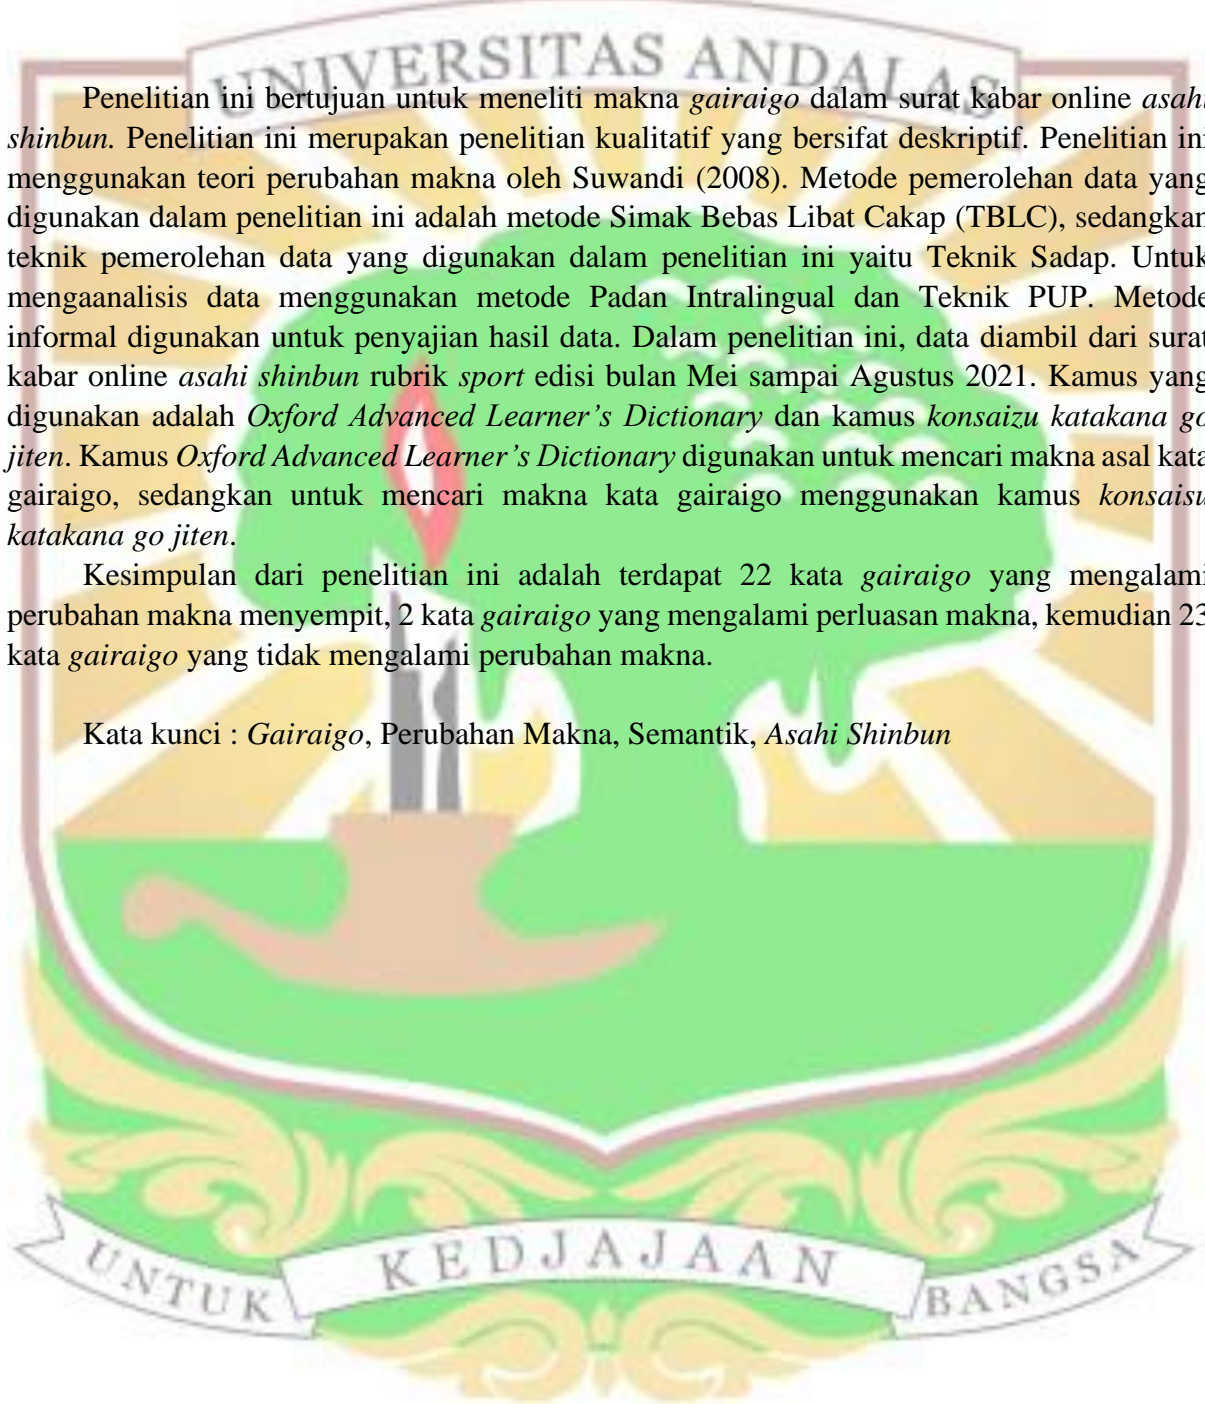 UNIVERSITAS ANDALAS
Penelitian ini bertujuan untuk meneliti makna gairaigo dalam surat kabar online asahi
shinbun. Penelitian ini merupakan penelitian kualitatif yang bersifat deskriptif. Penelitian ini
menggunakan teori perubahan makna oleh Suwandi (2008). Metode pemerolehan data yang
digunakan dalam penelitian ini adalah metode Simak Bebas Libat Cakap (TBLC), sedangkan
teknik pemerolehan data yang digunakan dalam penelitian ini yaitu Teknik Sadap. Untuk
mengaanalisis data menggunakan metode Padan Intralingual dan Teknik PUP. Metode
informal digunakan untuk penyajian hasil data. Dalam penelitian ini, data diambil dari surat
kabar online asahi shinbun rubrik sport edisi bulan Mei sampai Agustus 2021. Kamus yang
digunakan adalah Oxford Advanced Learner’s Dictionary dan kamus konsaizu katakana go
jiten. Kamus Oxford Advanced Learner’s Dictionary digunakan untuk mencari makna asal kata
gairaigo, sedangkan untuk mencari makna kata gairaigo menggunakan kamus konsaisu
katakana go jiten.
Kesimpulan dari penelitian ini adalah terdapat 22 kata gairaigo yang mengalami
perubahan makna menyempit, 2 kata gairaigo yang mengalami perluasan makna, kemudian 23
kata gairaigo yang tidak mengalami perubahan makna.
Kata kunci : Gairaigo, Perubahan Makna, Semantik, Asahi Shinbun
UNTUK KEDJAJAAN BANGSA